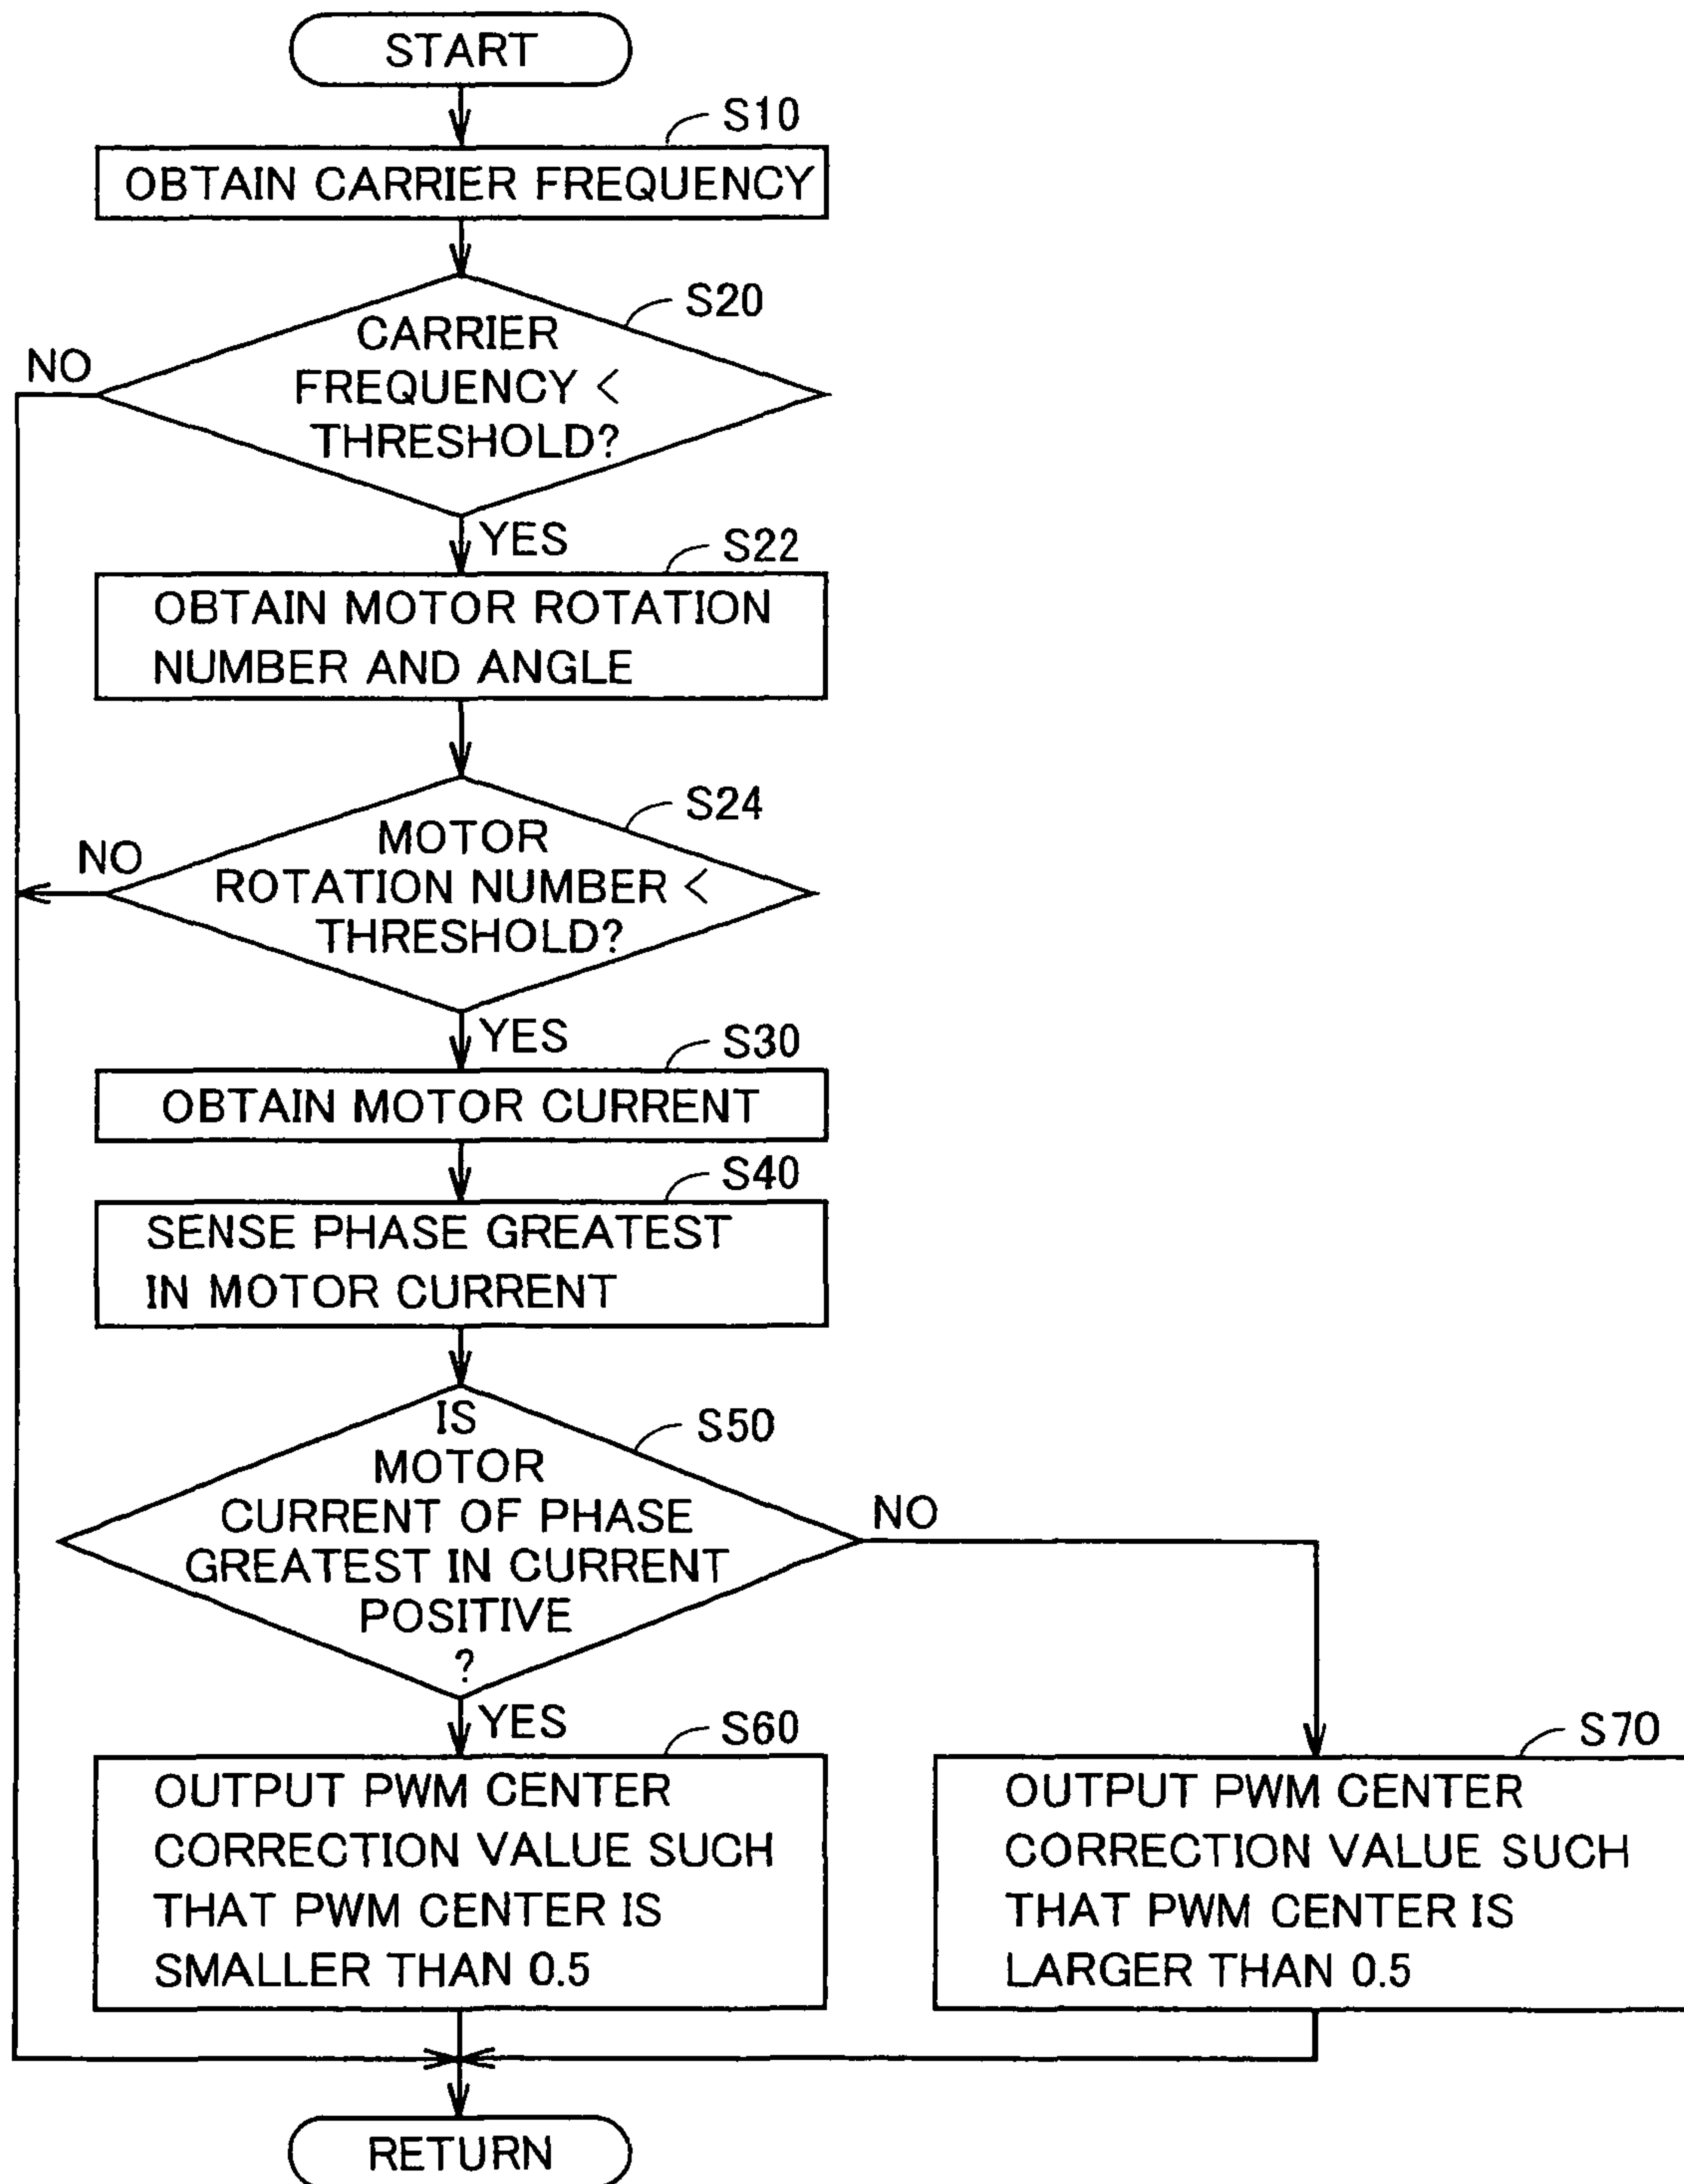 START
S10
OBTAIN CARRIER FREQUENCY
S20
CARRIER
FREQUENCY <
THRESHOLD?
NO
YES
S22
OBTAIN MOTOR ROTATION
NUMBER AND ANGLE
S24
MOTOR
ROTATION NUMBER <
THRESHOLD?
NO
YES
S30
OBTAIN MOTOR CURRENT
S40
SENSE PHASE GREATEST
IN MOTOR CURRENT
S50
IS
MOTOR
CURRENT OF PHASE
GREATEST IN CURRENT
POSITIVE
?
NO
YES
S60
OUTPUT PWM CENTER
CORRECTION VALUE SUCH
THAT PWM CENTER IS
SMALLER THAN 0.5
S70
OUTPUT PWM CENTER
CORRECTION VALUE SUCH
THAT PWM CENTER IS
LARGER THAN 0.5
RETURN